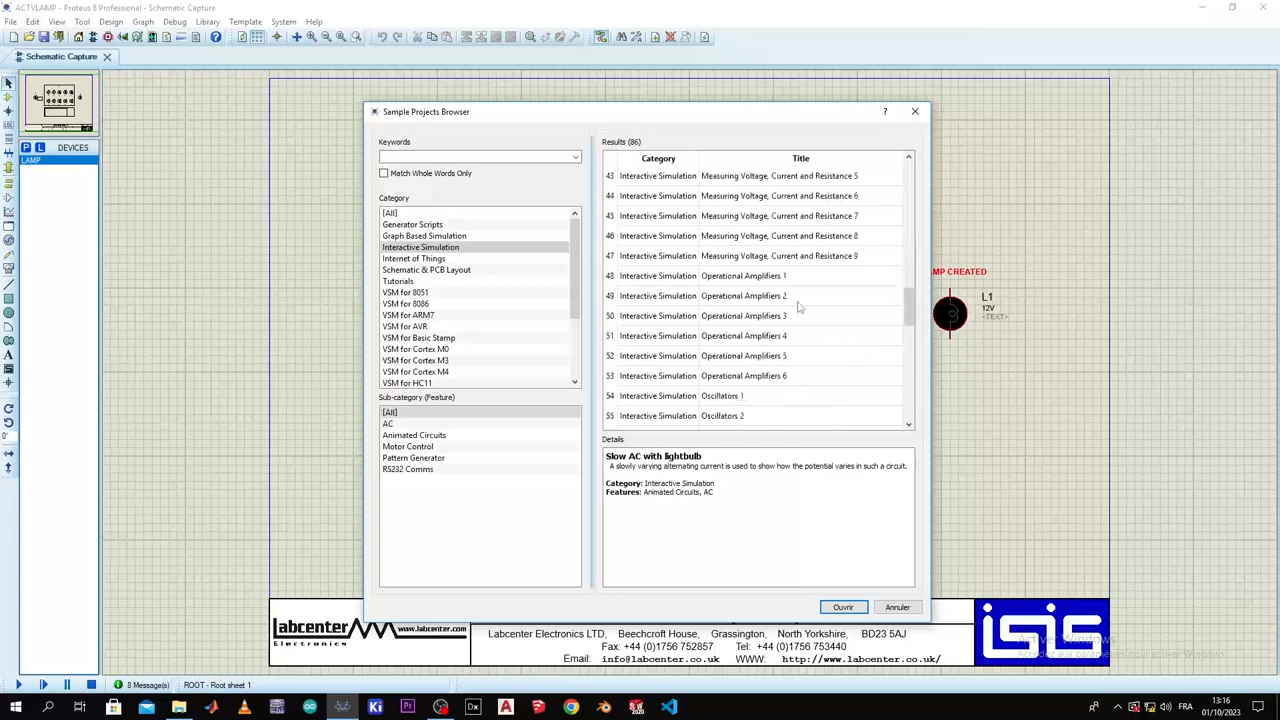 ACTVLAMP - Proteus 8 Professional - Schematic Capture
File Edit View Tool Design Graph Debug Library Template System Help
Schematic Capture
P L DEVICES
LAMP
Sample Projects Browser
?
Keywords
Match Whole Words Only
Category
[All]
Generator Scripts
Graph Based Simulation
Interactive Simulation
Internet of Things
Schematic & PCB Layout
Tutorials
VSM for 8051
VSM for 8086
VSM for ARM7
VSM for AVR
VSM for Basic Stamp
VSM for Cortex M0
VSM for Cortex M3
VSM for Cortex M4
VSM for HC11
Sub-category (Feature)
[All]
AC
Animated Circuits
Motor Control
Pattern Generator
RS232 Comms
Results (86)
Category Title
43 Interactive Simulation Measuring Voltage, Current and Resistance 5
44 Interactive Simulation Measuring Voltage, Current and Resistance 6
45 Interactive Simulation Measuring Voltage, Current and Resistance 7
46 Interactive Simulation Measuring Voltage, Current and Resistance 8
47 Interactive Simulation Measuring Voltage, Current and Resistance 9
48 Interactive Simulation Operational Amplifiers 1
49 Interactive Simulation Operational Amplifiers 2
50 Interactive Simulation Operational Amplifiers 3
51 Interactive Simulation Operational Amplifiers 4
52 Interactive Simulation Operational Amplifiers 5
53 Interactive Simulation Operational Amplifiers 6
54 Interactive Simulation Oscillators 1
55 Interactive Simulation Oscillators 2
Details
Slow AC with lightbulb
A slowly varying alternating current is used to show how the potential varies in such a circuit.
Category: Interactive Simulation
Features: Animated Circuits, AC
Ouvrir Annuler
AMP CREATED
L1
12V
<TEXT>
Labcenter www.labcenter.com
Electronics
Labcenter Electronics LTD, Beechcroft House, Grassington, North Yorkshire, BD23 5AJ
Fax: +44 (0)1756 752857 Tel: +44 (0)1756 753440
Email: info@labcenter.co.uk WWW: http://www.labcenter.co.uk/
isis
Activer Windows
8 Message(s) ROOT - Root sheet 1
FRA
13:16
01/10/2023